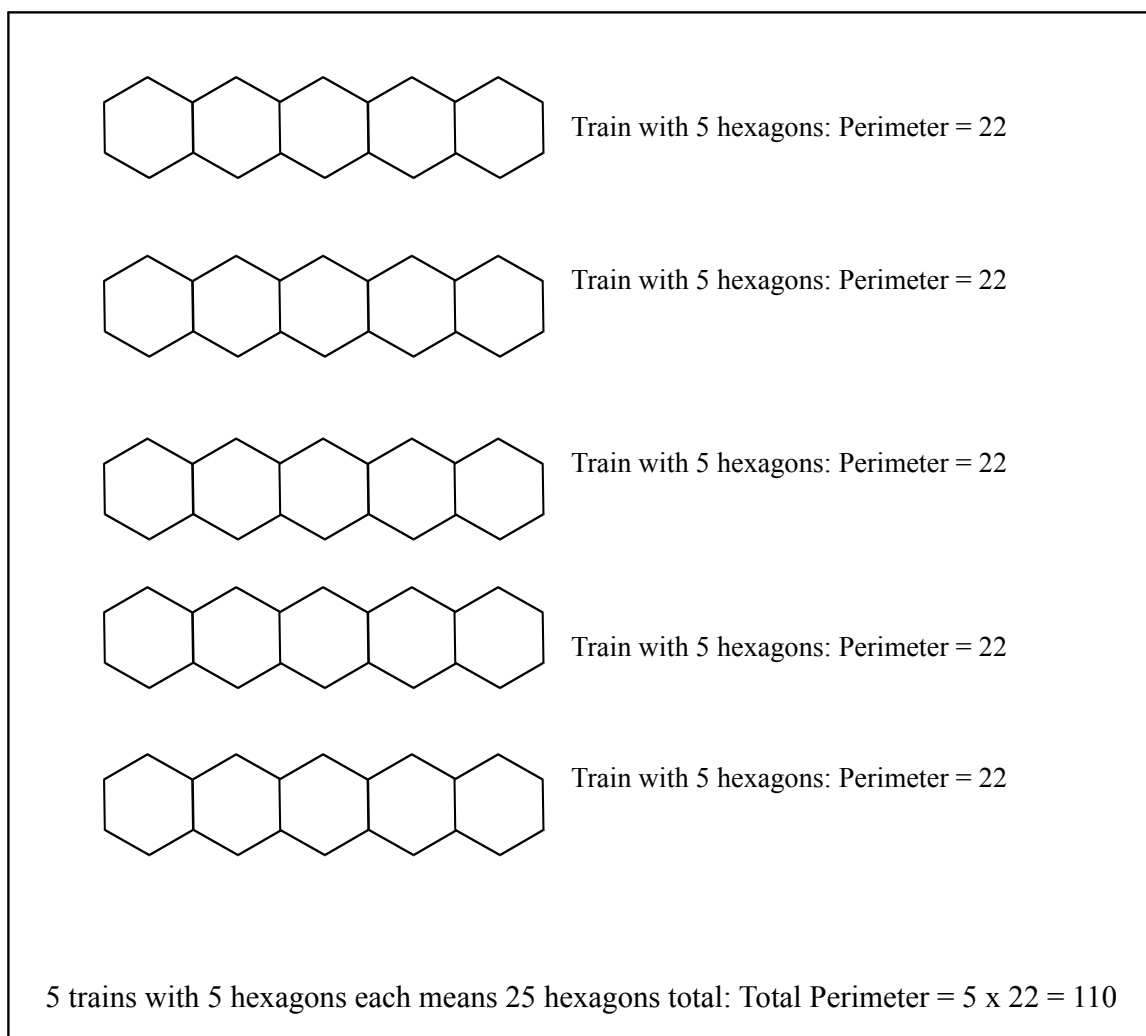 Train with 5 hexagons: Perimeter = 22
Train with 5 hexagons: Perimeter = 22
Train with 5 hexagons: Perimeter = 22
Train with 5 hexagons: Perimeter = 22
Train with 5 hexagons: Perimeter = 22
5 trains with 5 hexagons each means 25 hexagons total: Total Perimeter = 5 x 22 = 110